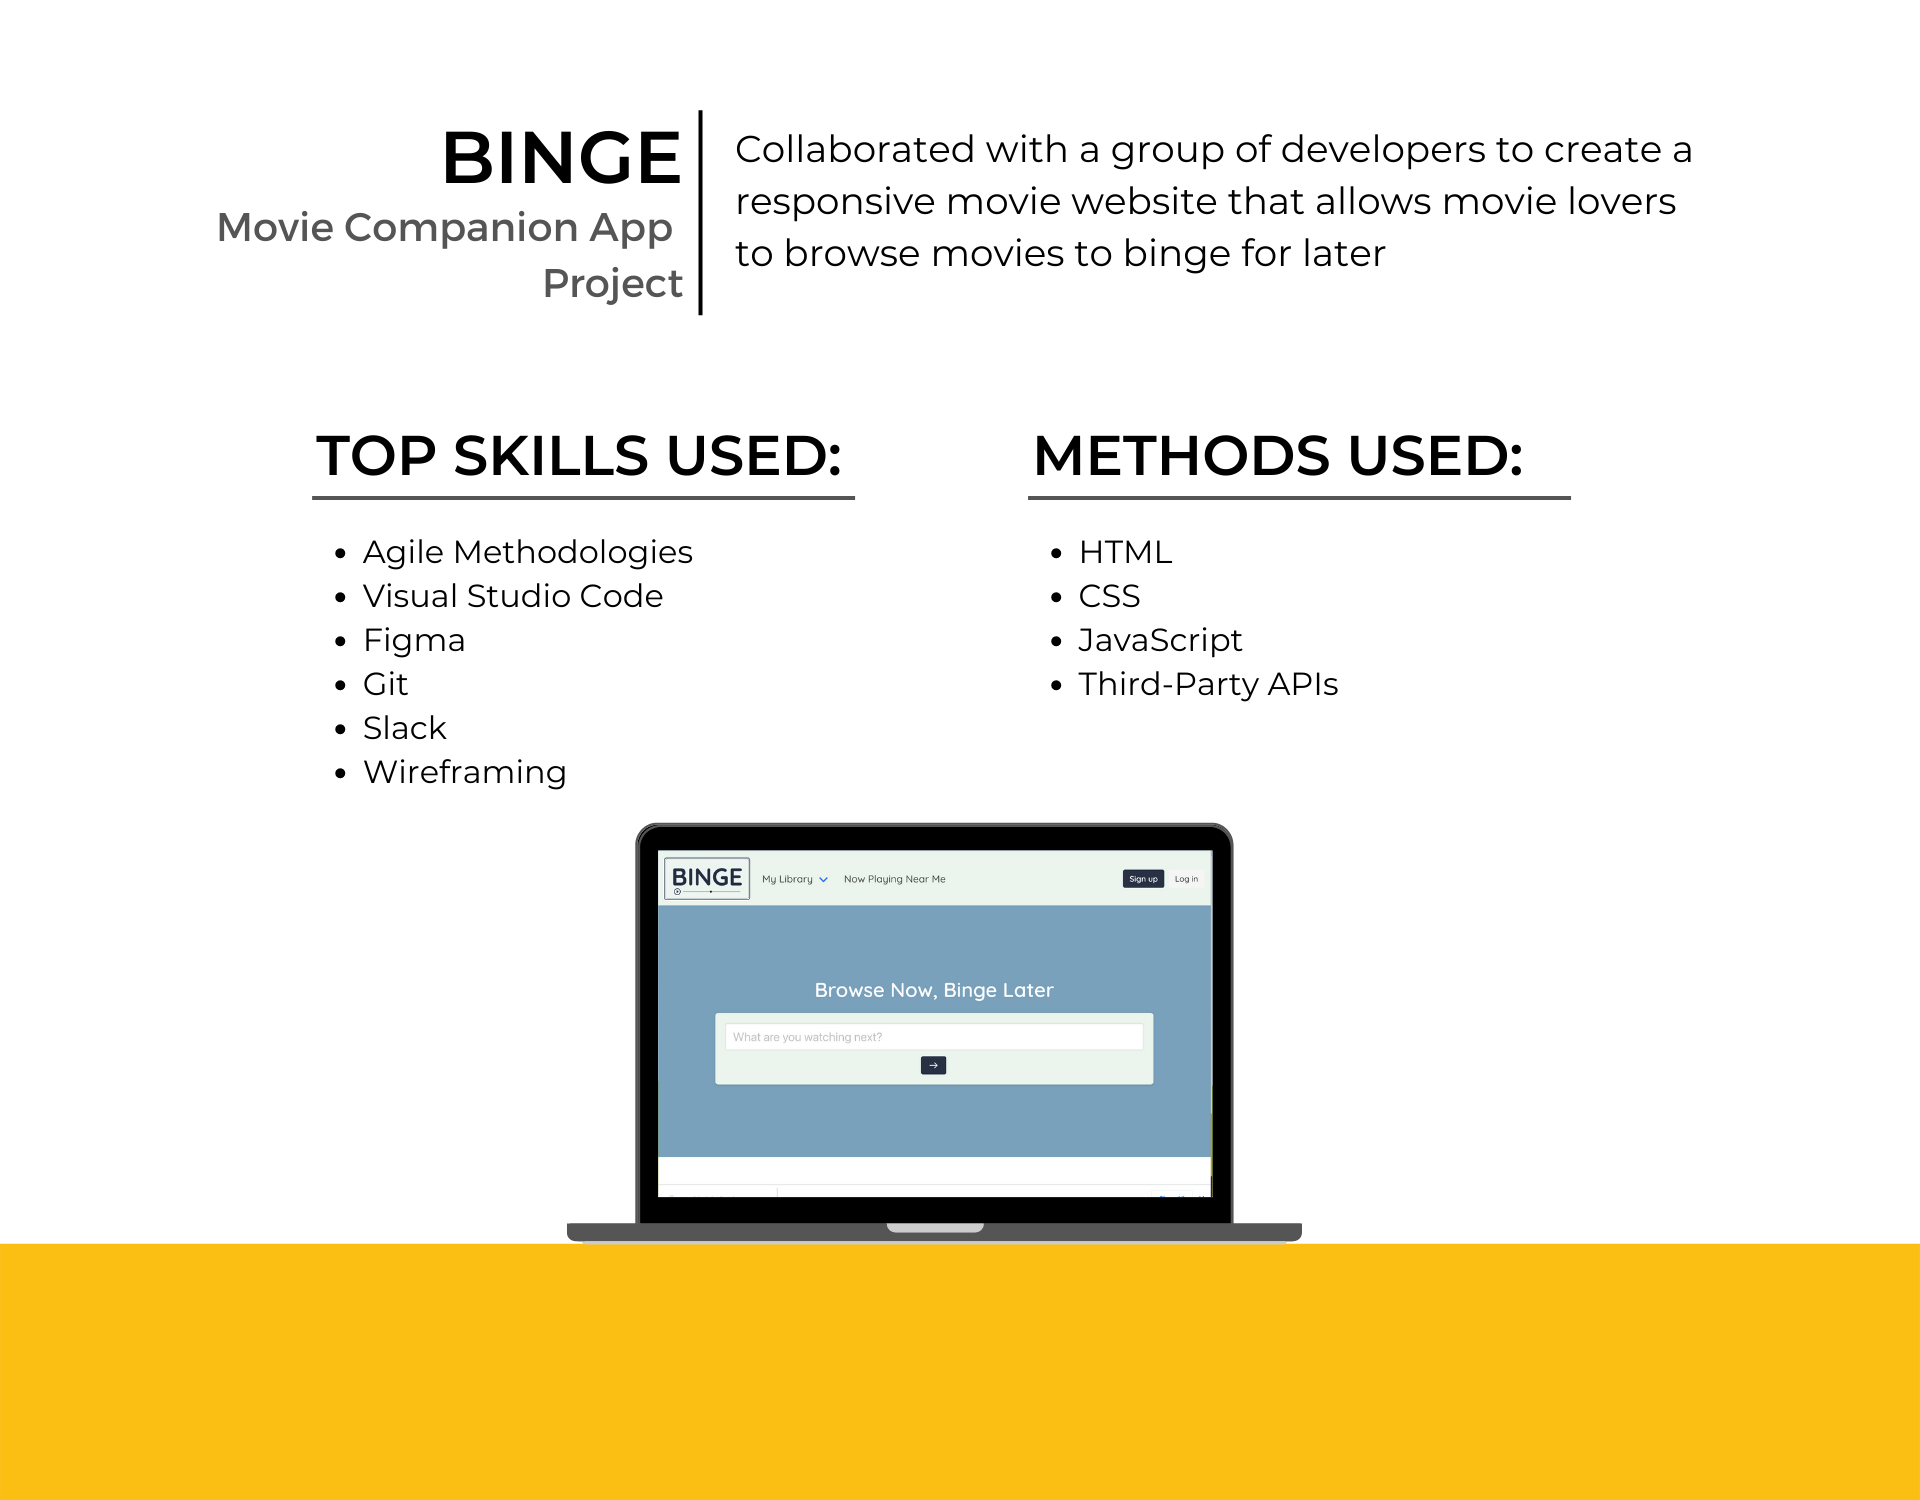 BINGE
Movie Companion App
Project
Collaborated with a group of developers to create a
responsive movie website that allows movie lovers
to browse movies to binge for later
TOP SKILLS USED:
• Agile Methodologies
• Visual Studio Code
• Figma
• Git
• Slack
• Wireframing
METHODS USED:
• HTML
• CSS
• JavaScript
• Third-Party APIs
BINGE
My Library
Now Playing Near Me
Sign up
Log in
Browse Now, Binge Later
What are you watching next?